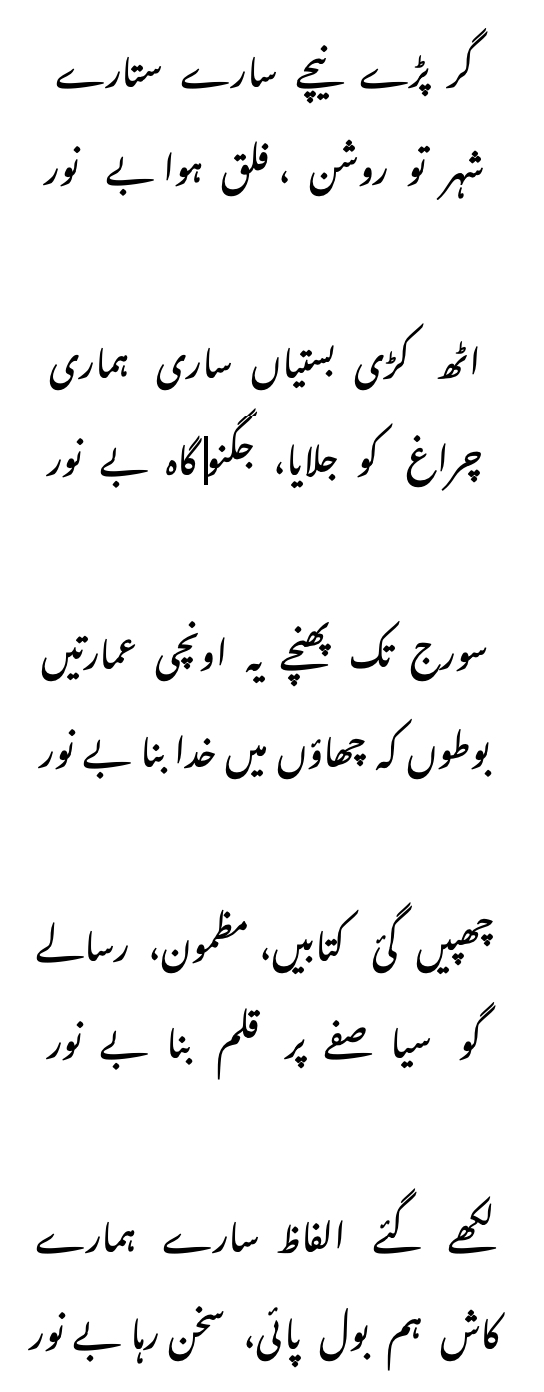 گر پڑے نیچے سارے ستارے
شہر تو روشن ، فلق ہوا بے نور
اٹھ کڑی بستیاں ساری ہماری
چراغ کو جلایا، جگنو گاہ بے نور
سورج تک پھنچے یہ اونچی عمارتیں
بوطوں کہ چھاؤں میں خدا بنا بے نور
چھپیں گئ کتابیں، مظمون، رسالے
گو سیا صفے پر قلم بنا بے نور
لکھے گئے الفاظ سارے ہمارے
کاش ہم بول پائی، سخن رہا بے نور